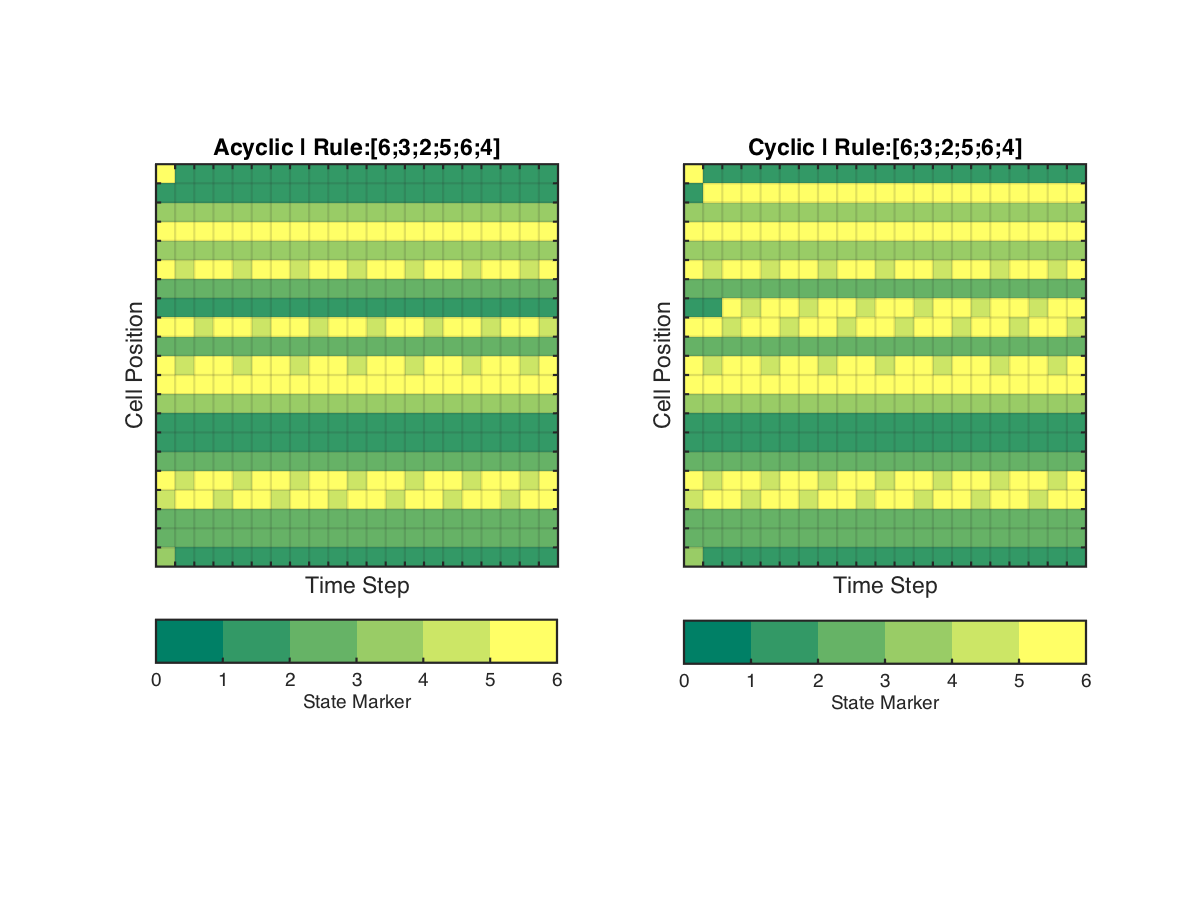 Acyclic | Rule:[6;3;2;5;6;4]
Cell Position
Time Step
0 1 2 3 4 5 6
State Marker
Cyclic | Rule:[6;3;2;5;6;4]
Cell Position
Time Step
0 1 2 3 4 5 6
State Marker